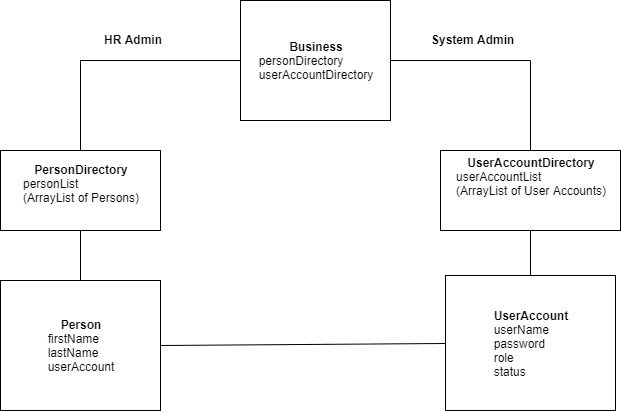 HR Admin
System Admin
Business
personDirectory
userAccountDirectory
PersonDirectory
personList
(ArrayList of Persons)
UserAccountDirectory
userAccountList
(ArrayList of User Accounts)
Person
firstName
lastName
userAccount
UserAccount
userName
password
role
status